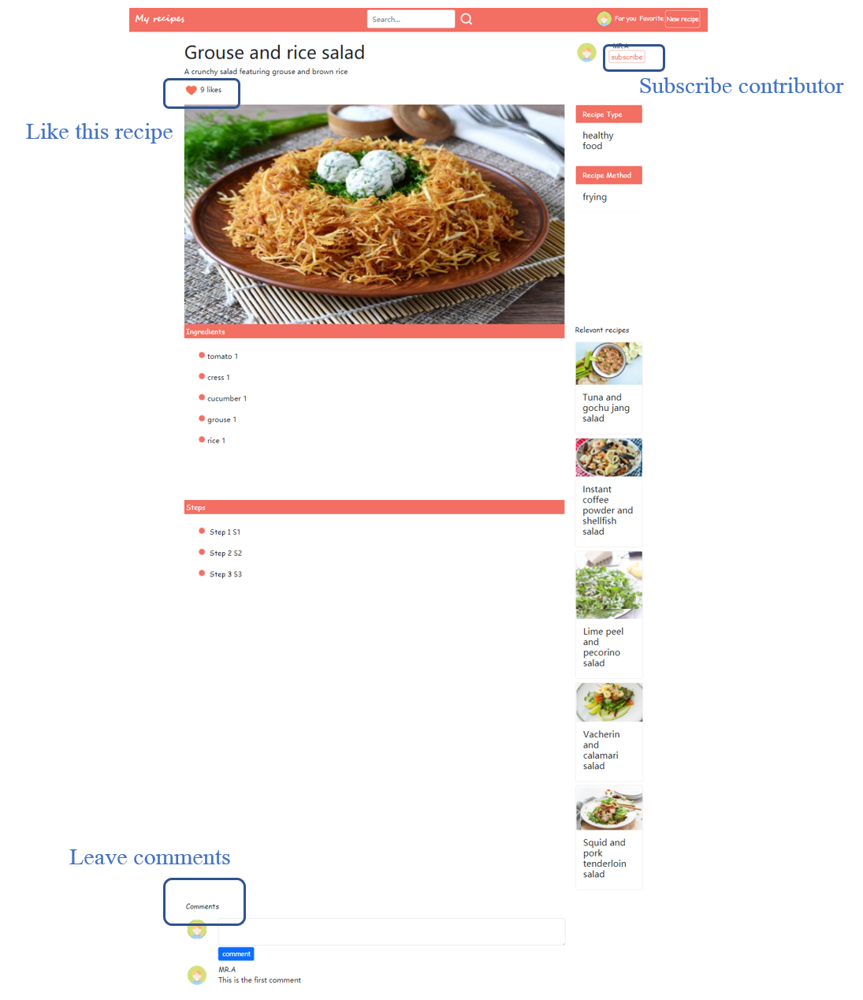 My recipes
Search...
For you Favorite New recipe
Grouse and rice salad
A crunchy salad featuring grouse and brown rice
9 likes
MR.A
subscribe
Subscribe contributor
Like this recipe
Recipe Type
healthy
food
Recipe Method
frying
Ingredients
tomato 1
cress 1
cucumber 1
grouse 1
rice 1
Steps
Step 1 S1
Step 2 S2
Step 3 S3
Relevant recipes
Tuna and
gochu jang
salad
Instant
coffee
powder and
shellfish
salad
Lime peel
and
pecorino
salad
Vacherin
and
calamari
salad
Squid and
pork
tenderloin
salad
Leave comments
Comments
comment
MR.A
This is the first comment